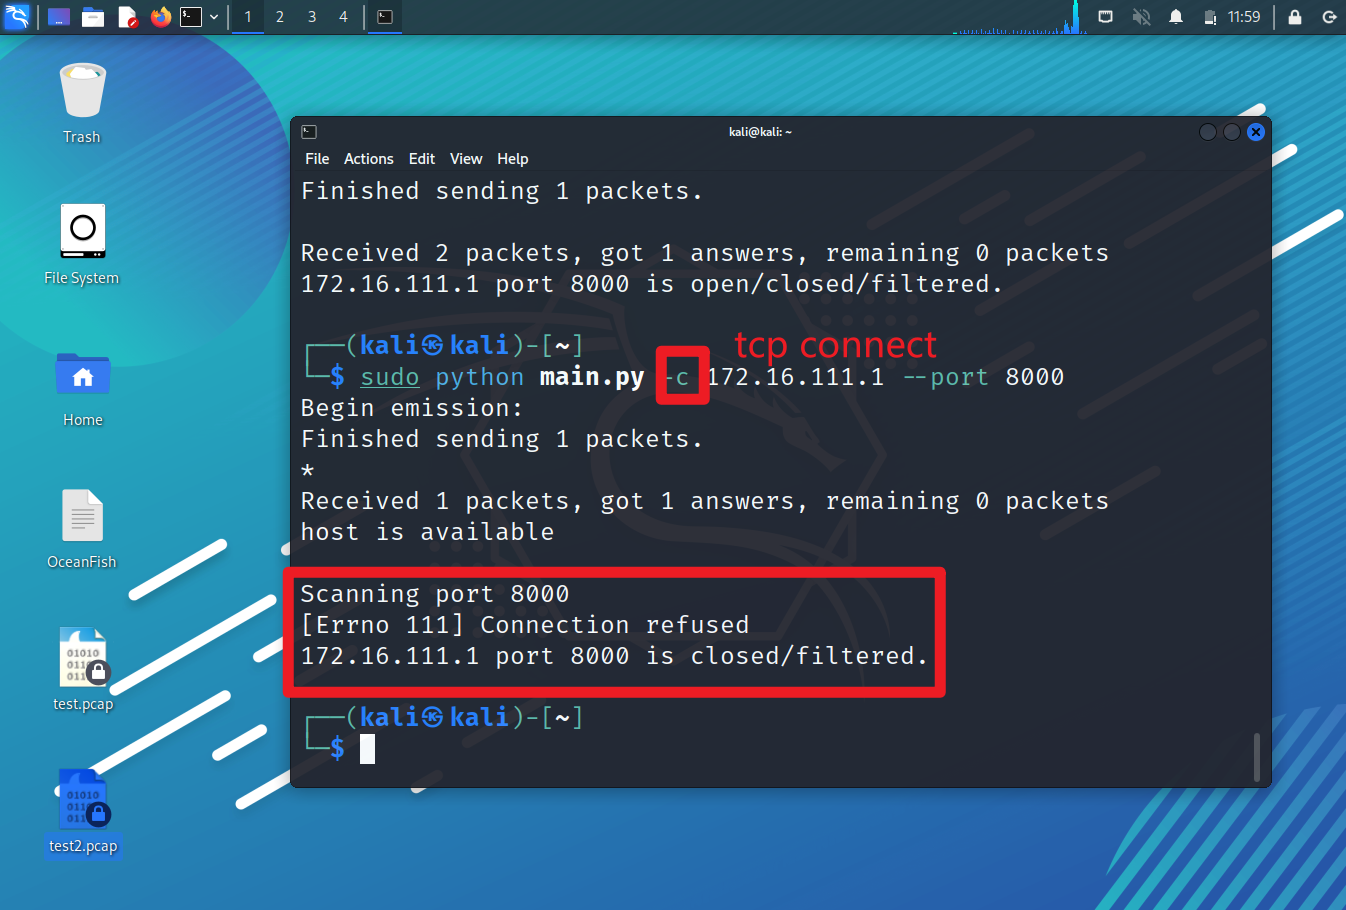 1 2 3 4 11:59
Trash
File System
Home
OceanFish
01010
test.pcap
01010
test2.pcap
kali@kali: ~
File Actions Edit View Help
Finished sending 1 packets.
Received 2 packets, got 1 answers, remaining 0 packets
172.16.111.1 port 8000 is open/closed/filtered.
tcp connect
┌──(kali㉿kali)-[~]
└─$ sudo python main.py -c 172.16.111.1 --port 8000
Begin emission:
Finished sending 1 packets.
*
Received 1 packets, got 1 answers, remaining 0 packets
host is available
Scanning port 8000
[Errno 111] Connection refused
172.16.111.1 port 8000 is closed/filtered.
┌──(kali㉿kali)-[~]
└─$